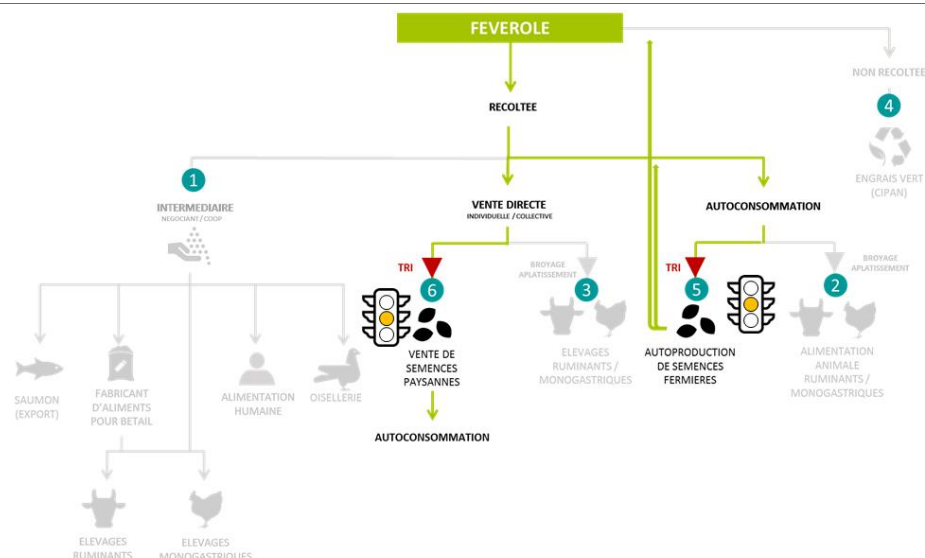 FEVEROLE
NON RECOLTEE
4
RECOLTEE
ENGRAIS VERT
(CIPAN)
1
INTERMEDIAIRE
NEGOCIANT / COOP
VENTE DIRECTE
INDIVIDUELLE / COLLECTIVE
AUTOCONSOMMATION
TRI
6
BROYAGE
APLATISSEMENT
3
TRI
5
BROYAGE
APLATISSEMENT
2
VENTE DE
SEMENCES
PAYSANNES
ELEVAGES
RUMINANTS /
MONOGASTRIQUES
AUTOPRODUCTION
DE SEMENCES
FERMIERES
ALIMENTATION
ANIMALE
RUMINANTS /
MONOGASTRIQUES
SAUMON
(EXPORT)
FABRICANT
D'ALIMENTS
POUR BETAIL
ALIMENTATION
HUMAINE
OISELLERIE
AUTOCONSOMMATION
ELEVAGES
RUMINANTS
ELEVAGES
MONOGASTRIQUES